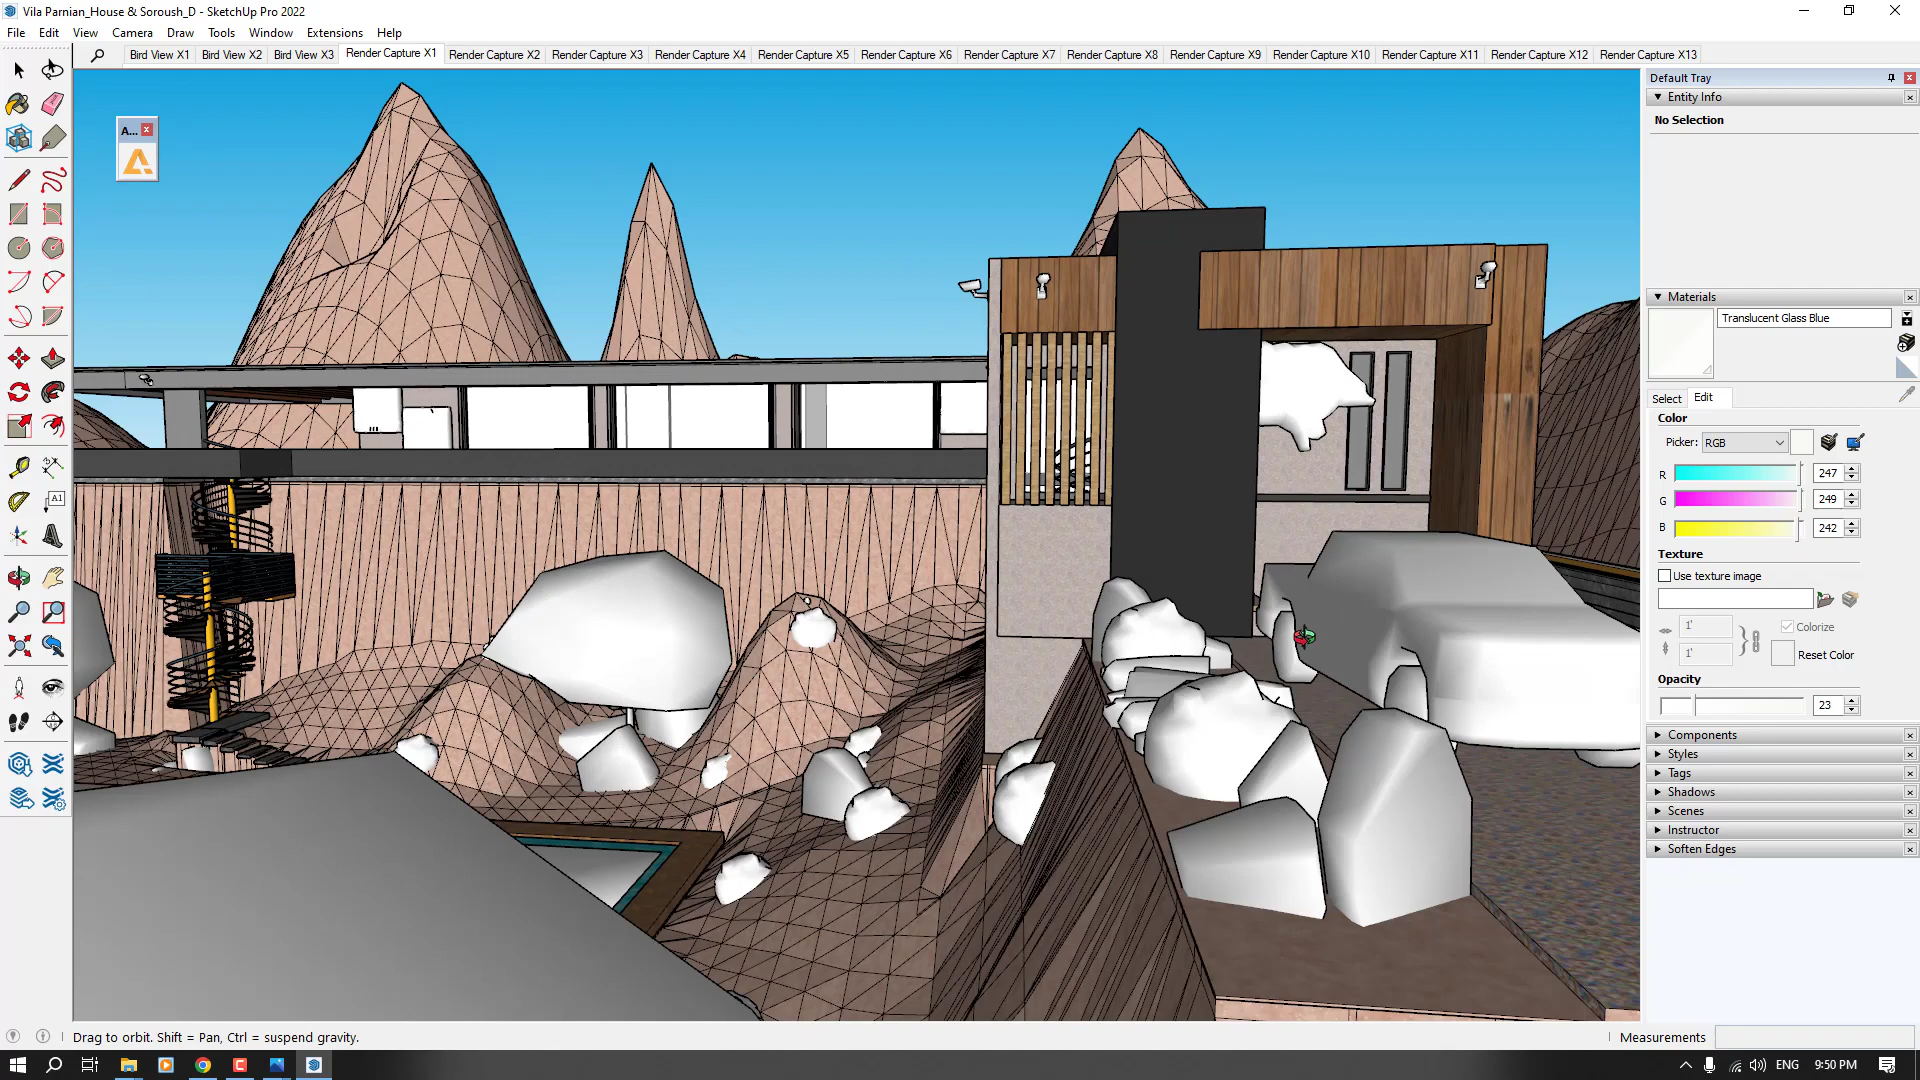 Vila Parnian_House & Soroush_D - SketchUp Pro 2022
File Edit View Camera Draw Tools Window Extensions Help
Bird View X1 Bird View X2 Bird View X3 Render Capture X1 Render Capture X2 Render Capture X3 Render Capture X4 Render Capture X5 Render Capture X6 Render Capture X7 Render Capture X8 Render Capture X9 Render Capture X10 Render Capture X11 Render Capture X12 Render Capture X13
A...
A1
Default Tray
Entity Info
No Selection
Materials
Translucent Glass Blue
Select Edit
Color
Picker: RGB
R 247
G 249
B 242
Texture
Use texture image
1'
Colorize
1'
Reset Color
Opacity
23
Components
Styles
Tags
Shadows
Scenes
Instructor
Soften Edges
Drag to orbit. Shift = Pan, Ctrl = suspend gravity.
Measurements
ENG 9:50 PM